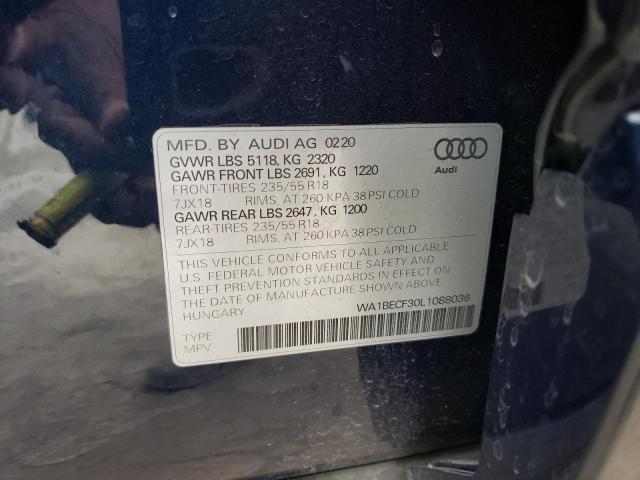 MFD. BY AUDI AG 0220
GVWR LBS 5118, KG 2320
GAWR FRONT LBS 2691, KG 1220
FRONT-TIRES 235/55 R18
7JX18 RIMS, AT 260 KPA 38 PSI COLD
GAWR REAR LBS 2647, KG 1200
REAR-TIRES 235/55 R18
7JX18 RIMS, AT 260 KPA 38 PSI COLD
THIS VEHICLE CONFORMS TO ALL APPLICABLE
U.S. FEDERAL MOTOR VEHICLE SAFETY AND
THEFT PREVENTION STANDARDS IN EFFECT ON
THE DATE OF MANUFACTURE SHOWN ABOVE.
HUNGARY
WA1BECF30L1088036
TYPE
MPV
Audi